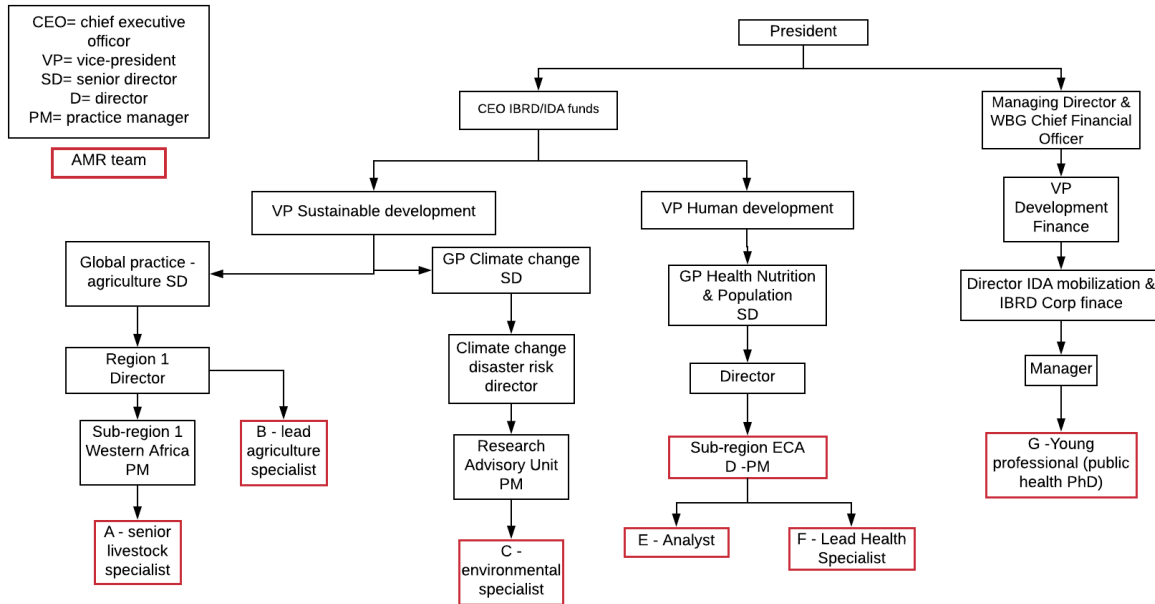 CEO= chief executive
officor
VP= vice-president
SD= senior director
D= director
PM= practice manager
AMR team
President
CEO IBRD/IDA funds
Managing Director &
WBG Chief Financial
Officer
VP Sustainable development
VP Human development
VP
Development
Finance
Global practice -
agriculture SD
GP Climate change
SD
GP Health Nutrition
& Population
SD
Director IDA mobilization &
IBRD Corp finace
Region 1
Director
Climate change
disaster risk
director
Director
Manager
Sub-region 1
Western Africa
PM
B - lead
agriculture
specialist
Research
Advisory Unit
PM
Sub-region ECA
D -PM
G -Young
professional (public
health PhD)
A - senior
livestock
specialist
C -
environmental
specialist
E - Analyst
F - Lead Health
Specialist